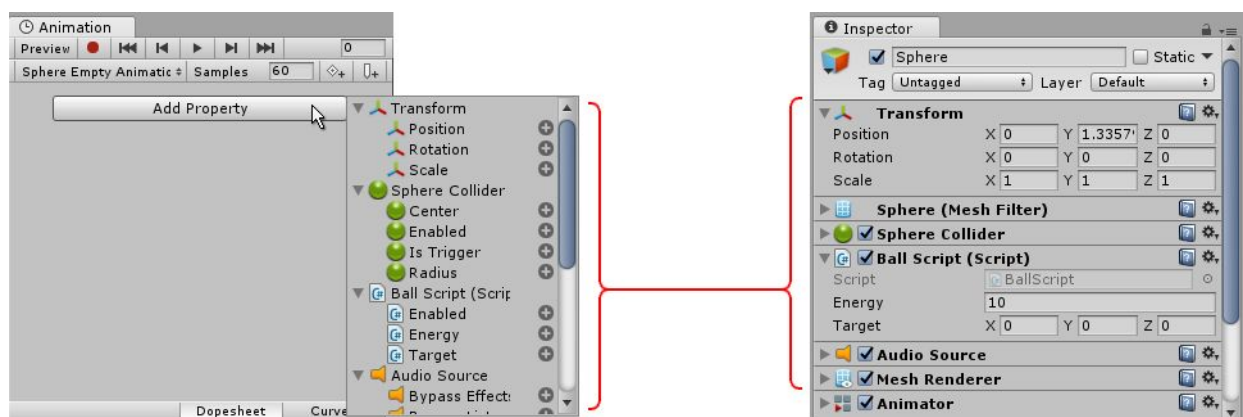 Animation
Preview 0
Sphere Empty Animatic Samples 60
Add Property
Transform
Position
Rotation
Scale
Sphere Collider
Center
Enabled
Is Trigger
Radius
Ball Script (Scrip
Enabled
Energy
Target
Audio Source
Bypass Effect
Dopesheet Curve
Inspector
Sphere Static
Tag Untagged Layer Default
Transform
Position X 0 Y 1.3357 Z 0
Rotation X 0 Y 0 Z 0
Scale X 1 Y 1 Z 1
Sphere (Mesh Filter)
Sphere Collider
Ball Script (Script)
Script BallScript
Energy 10
Target X 0 Y 0 Z 0
Audio Source
Mesh Renderer
Animator